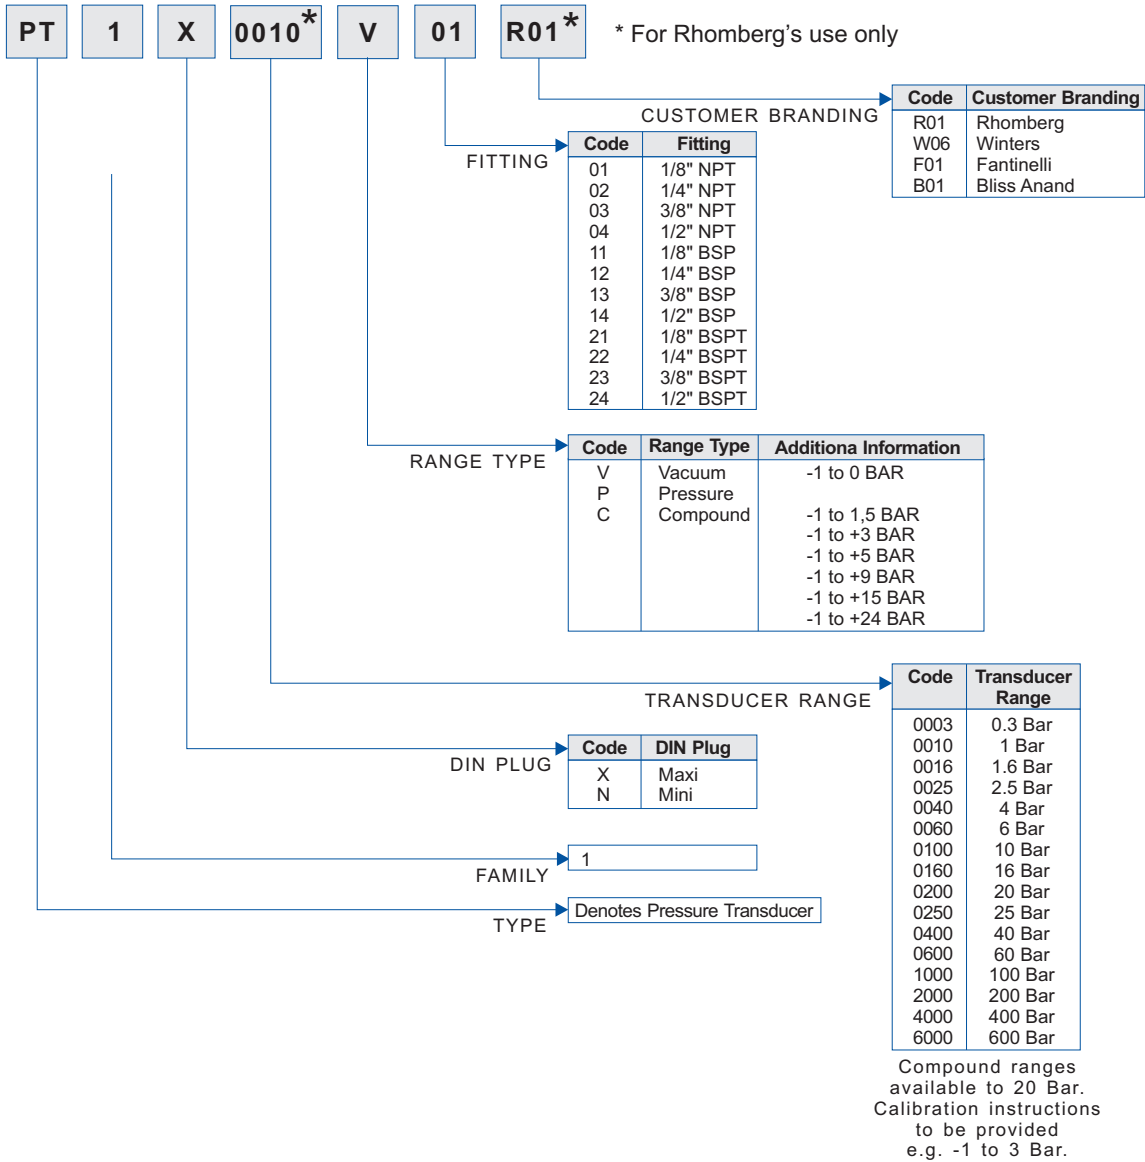 PT 1 X 0010* V 01 R01* * For Rhomberg's use only
CUSTOMER BRANDING
Code Customer Branding
R01 Rhomberg
W06 Winters
F01 Fantinelli
B01 Bliss Anand
FITTING
Code Fitting
01 1/8" NPT
02 1/4" NPT
03 3/8" NPT
04 1/2" NPT
11 1/8" BSP
12 1/4" BSP
13 3/8" BSP
14 1/2" BSP
21 1/8" BSPT
22 1/4" BSPT
23 3/8" BSPT
24 1/2" BSPT
RANGE TYPE
Code Range Type Additiona Information
V Vacuum -1 to 0 BAR
P Pressure
C Compound -1 to 1,5 BAR
-1 to +3 BAR
-1 to +5 BAR
-1 to +9 BAR
-1 to +15 BAR
-1 to +24 BAR
TRANSDUCER RANGE
Code Transducer
Range
0003 0.3 Bar
0010 1 Bar
0016 1.6 Bar
0025 2.5 Bar
0040 4 Bar
0060 6 Bar
0100 10 Bar
0160 16 Bar
0200 20 Bar
0250 25 Bar
0400 40 Bar
0600 60 Bar
1000 100 Bar
2000 200 Bar
4000 400 Bar
6000 600 Bar
Compound ranges
available to 20 Bar.
Calibration instructions
to be provided
e.g. -1 to 3 Bar.
DIN PLUG
Code DIN Plug
X Maxi
N Mini
FAMILY
1
TYPE
Denotes Pressure Transducer